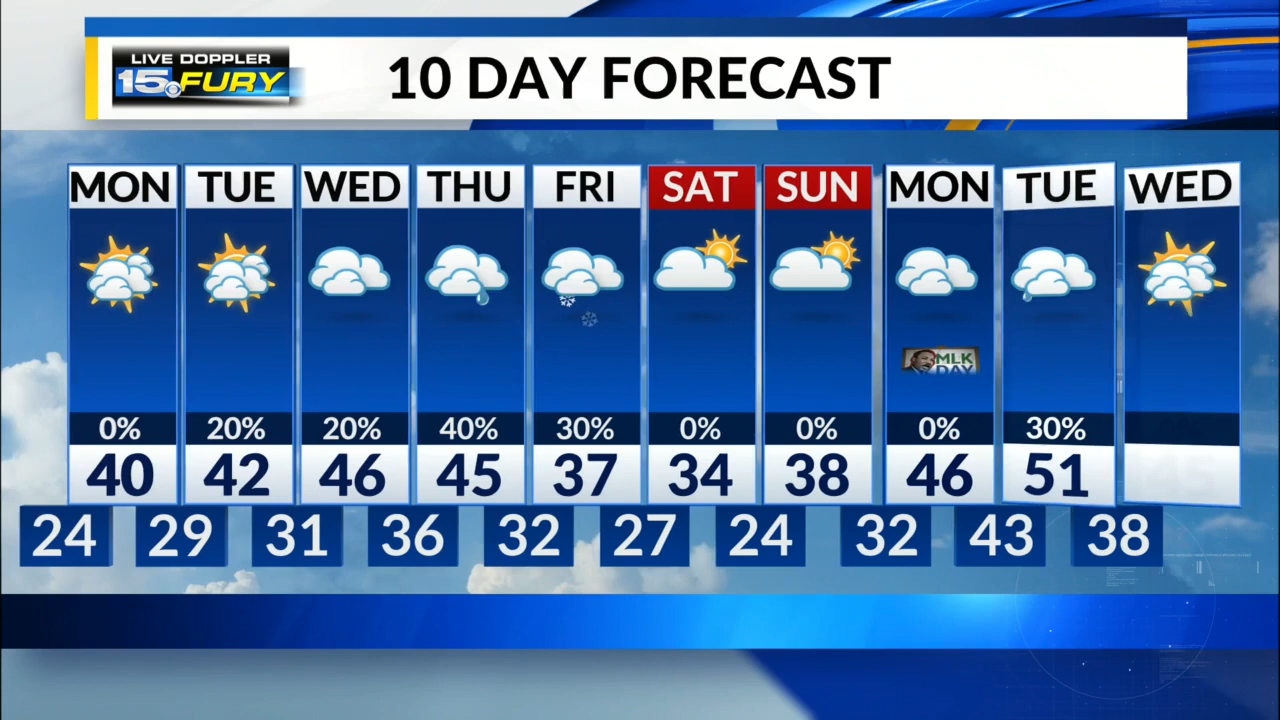 LIVE DOPPLER
15 FURY
10 DAY FORECAST
MON TUE WED THU FRI SAT SUN MON TUE WED
MLK
DAY
0% 20% 20% 40% 30% 0% 0% 0% 30%
40 42 46 45 37 34 38 46 51
24 29 31 36 32 27 24 32 43 38